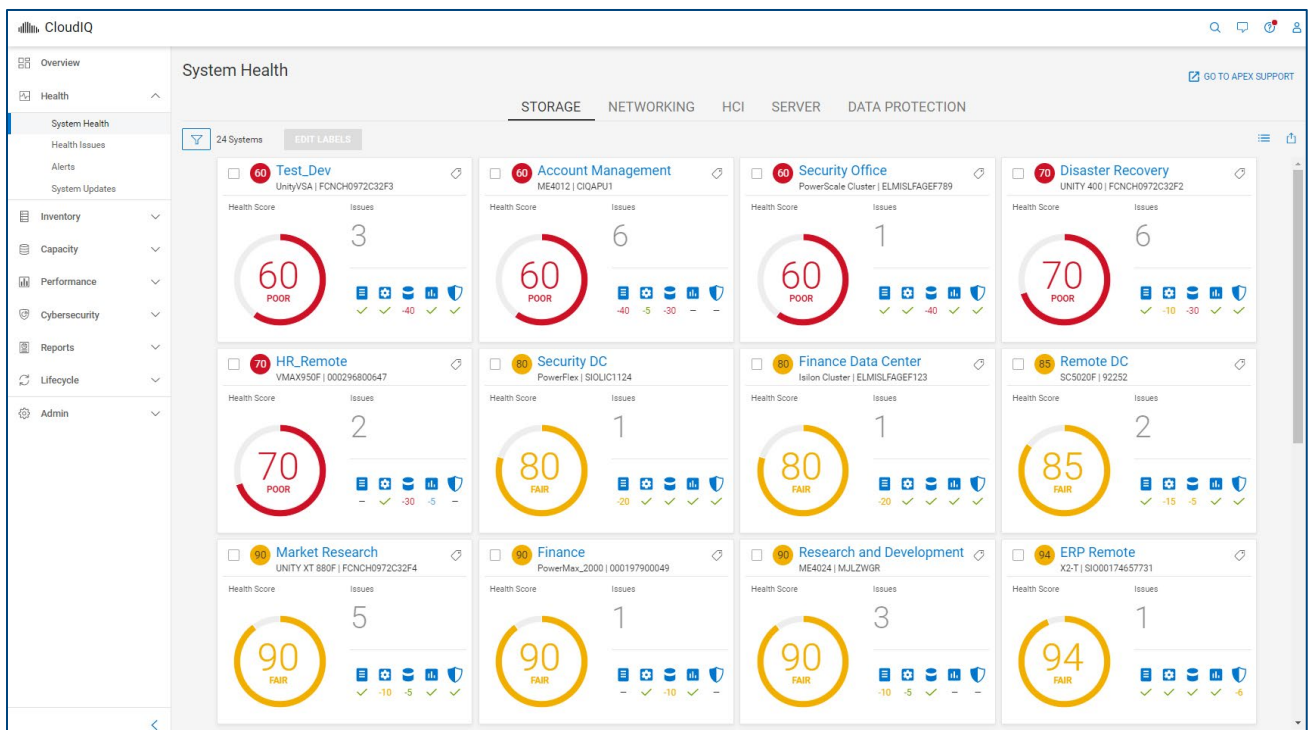 CloudIQ
Overview
Health
System Health
Health Issues
Alerts
System Updates
Inventory
Capacity
Performance
Cybersecurity
Reports
Lifecycle
Admin
System Health
GO TO APEX SUPPORT
STORAGE NETWORKING HCI SERVER DATA PROTECTION
24 Systems EDIT LABELS
60 Test_Dev
UnityVSA | FCNCH0972C32F3
Health Score Issues
3
60
POOR
-40
60 Account Management
ME4012 | CIQAPU1
Health Score Issues
6
60
POOR
-40 -5 -30 – –
60 Security Office
PowerScale Cluster | ELMISLFAGEF789
Health Score Issues
1
60
POOR
-40
70 Disaster Recovery
UNITY 400 | FCNCH0972C32F2
Health Score Issues
6
70
POOR
-10 -30
70 HR_Remote
VMAX950F | 000296800647
Health Score Issues
2
70
POOR
– -30 -5 –
80 Security DC
PowerFlex | SIOLIC1124
Health Score Issues
1
80
FAIR
-20
80 Finance Data Center
Isilon Cluster | ELMISLFAGEF123
Health Score Issues
1
80
FAIR
-20
85 Remote DC
SC5020F | 92252
Health Score Issues
2
85
FAIR
-15 -5
90 Market Research
UNITY XT 880F | FCNCH0972C32F4
Health Score Issues
5
90
FAIR
-10 -5
90 Finance
PowerMax_2000 | 000197900049
Health Score Issues
1
90
FAIR
– -10 –
90 Research and Development
ME4024 | MJLZWGR
Health Score Issues
3
90
FAIR
-10 -5 – –
94 ERP Remote
X2-T | SIO00174657731
Health Score Issues
1
94
FAIR
-6